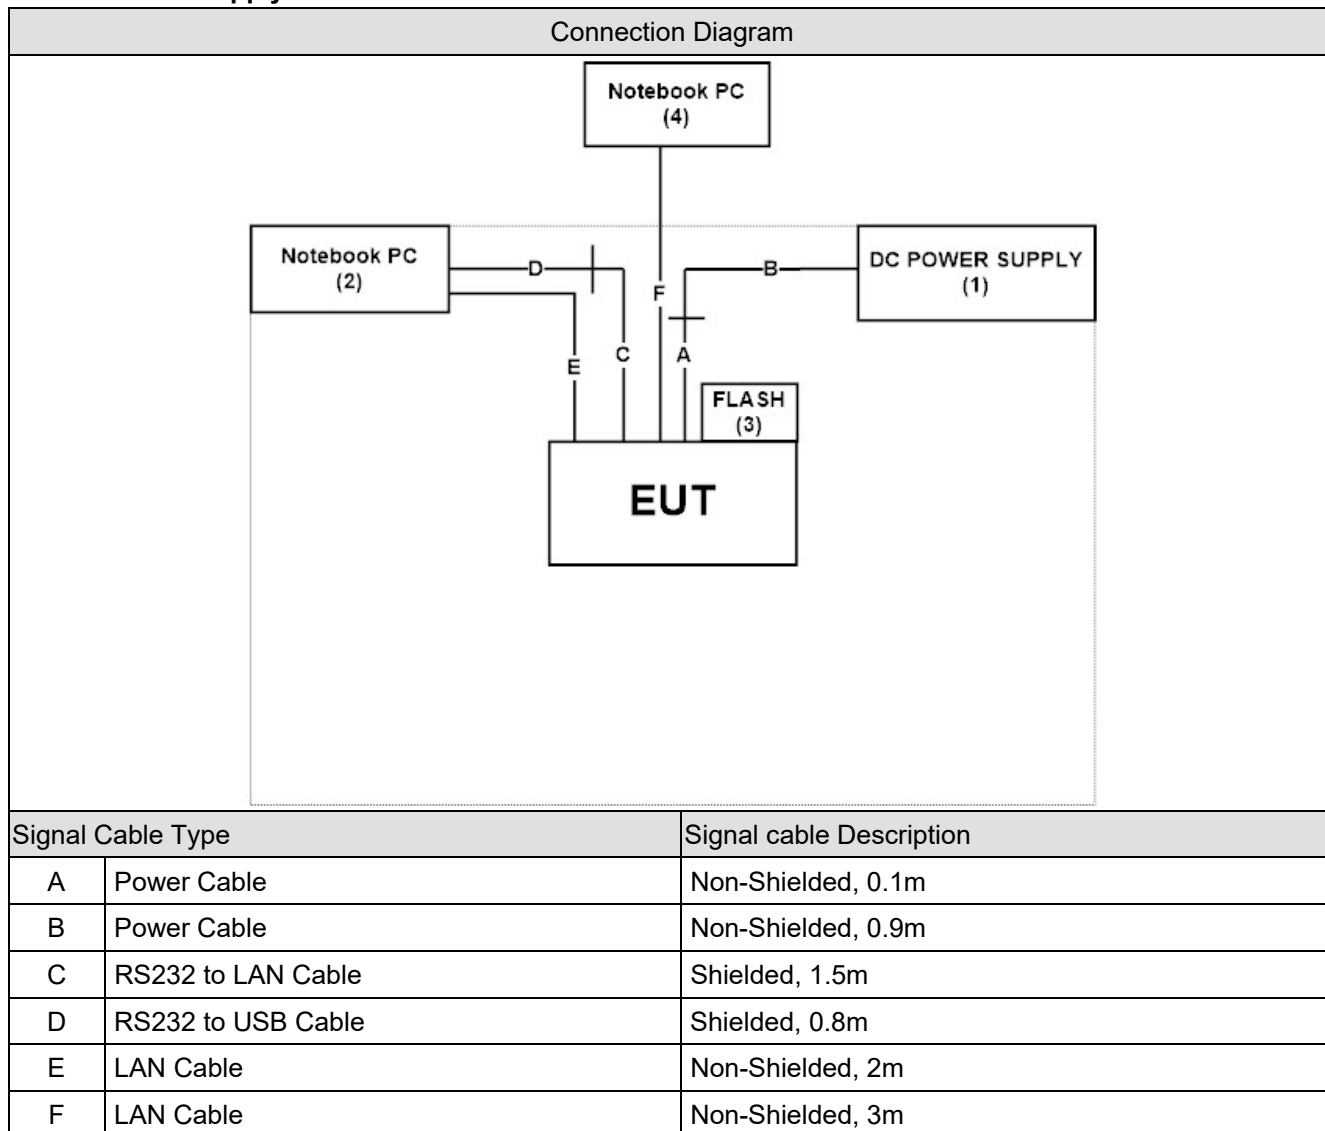 Connection Diagram
Notebook PC
(4)
Notebook PC
(2)
DC POWER SUPPLY
(1)
D
B
F
E
C
A
FLASH
(3)
EUT
Signal Cable Type Signal cable Description
A Power Cable Non-Shielded, 0.1m
B Power Cable Non-Shielded, 0.9m
C RS232 to LAN Cable Shielded, 1.5m
D RS232 to USB Cable Shielded, 0.8m
E LAN Cable Non-Shielded, 2m
F LAN Cable Non-Shielded, 3m